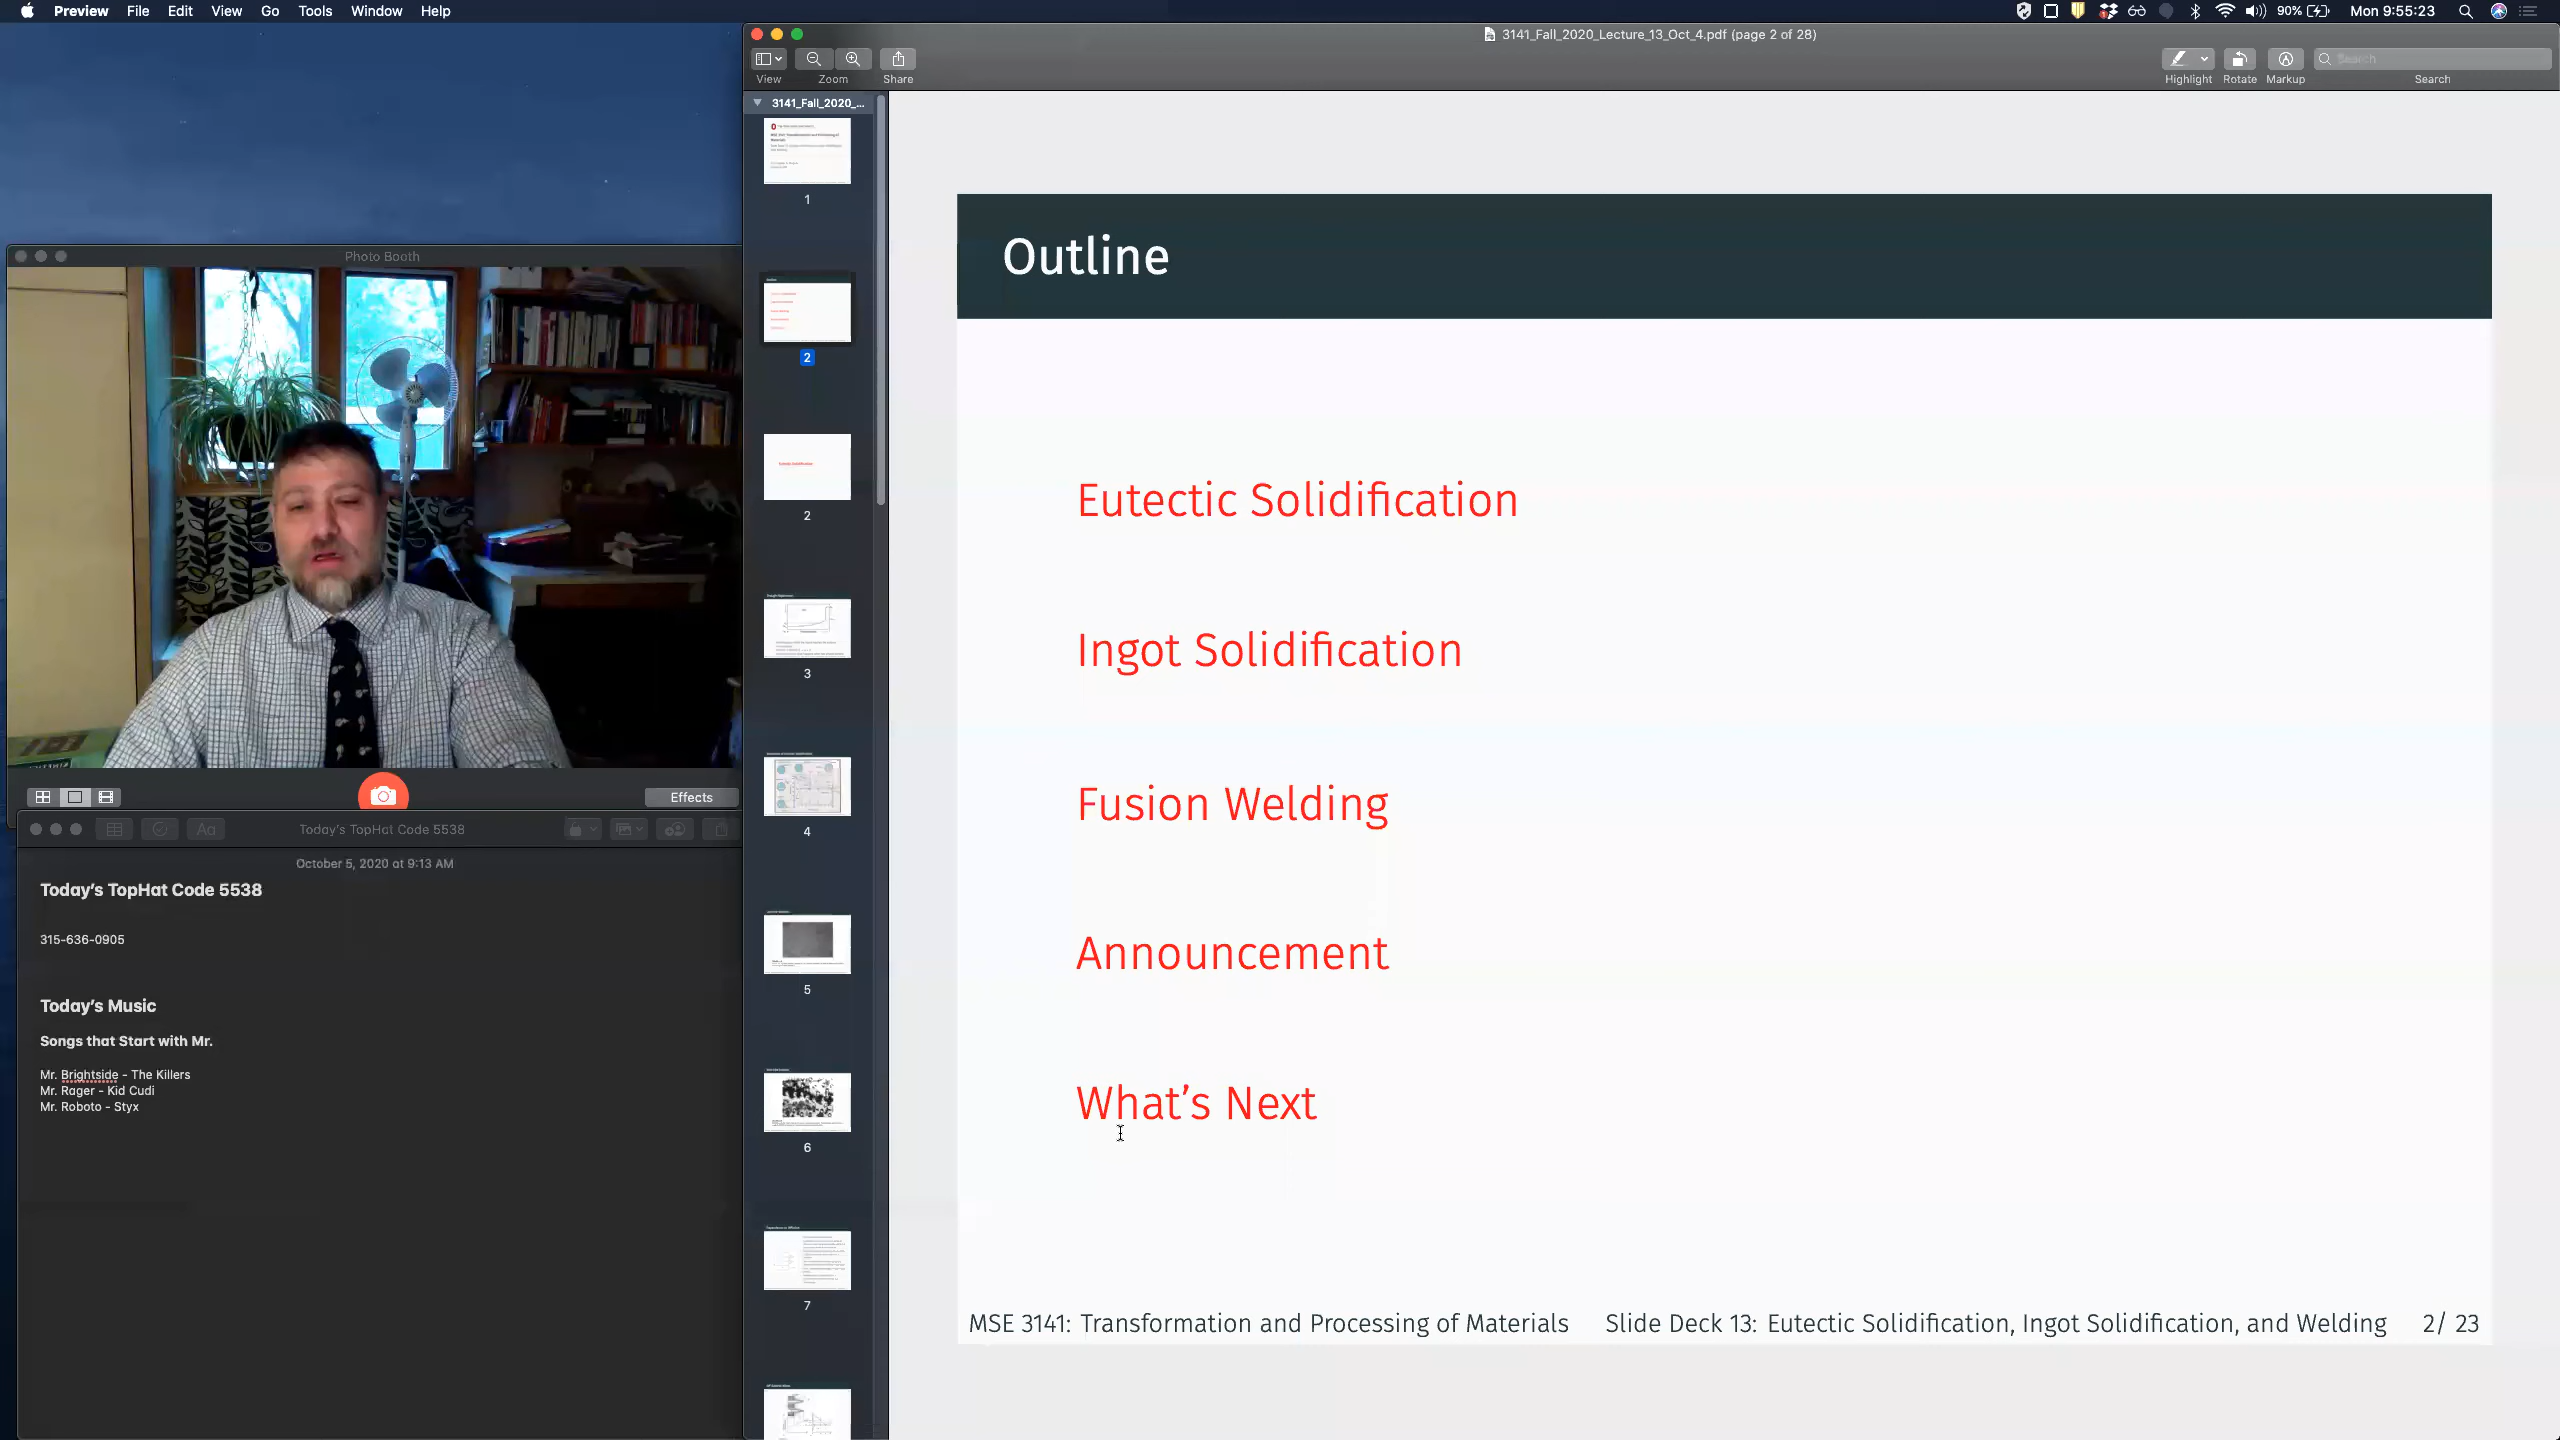 Preview File Edit View Go Tools Window Help
90% Mon 9:55:23
3141_Fall_2020_Lecture_13_Oct_4.pdf (page 2 of 28)
View Zoom Share
Highlight Rotate Markup Search
Search
3141_Fall_2020_...
1
2
2
3
4
5
6
7
Photo Booth
Effects
Today's TopHat Code 5538
October 5, 2020 at 9:13 AM
Today's TopHat Code 5538
315-636-0905
Today's Music
Songs that Start with Mr.
Mr. Brightside - The Killers
Mr. Rager - Kid Cudi
Mr. Roboto - Styx
Outline
Eutectic Solidification
Ingot Solidification
Fusion Welding
Announcement
What's Next
MSE 3141: Transformation and Processing of Materials Slide Deck 13: Eutectic Solidification, Ingot Solidification, and Welding 2/ 23